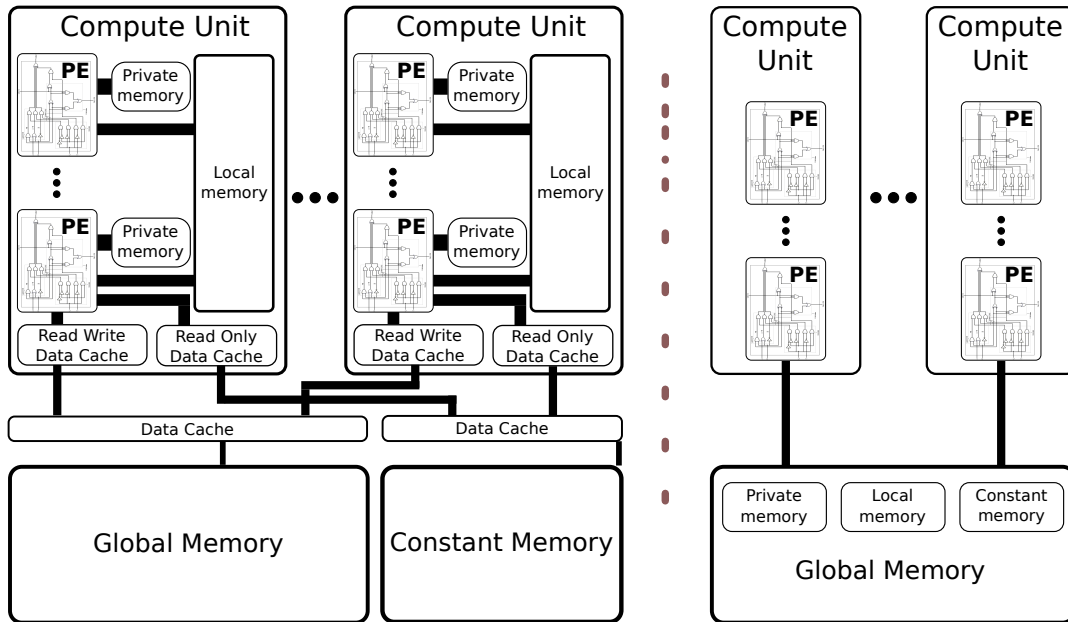 Compute Unit
PE
Private
memory
Local
memory
PE
Private
memory
Read Write
Data Cache
Read Only
Data Cache
Compute Unit
PE
Private
memory
Local
memory
PE
Private
memory
Read Write
Data Cache
Read Only
Data Cache
Data Cache
Data Cache
Global Memory
Constant Memory
Compute
Unit
PE
PE
Compute
Unit
PE
PE
Private
memory
Local
memory
Constant
memory
Global Memory